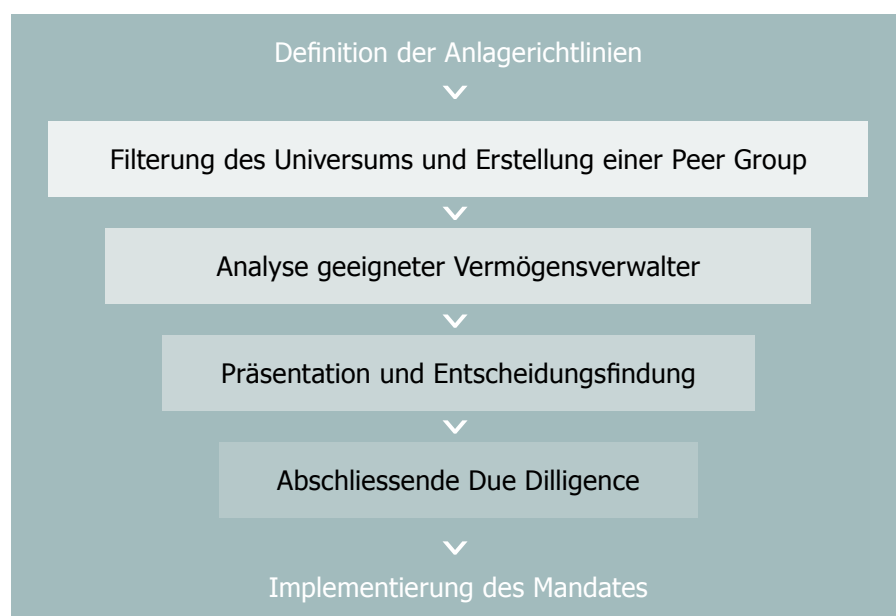 Definition der Anlagerichtlinien
Filterung des Universums und Erstellung einer Peer Group
Analyse geeigneter Vermögensverwalter
Präsentation und Entscheidungsfindung
Abschliessende Due Dilligence
Implementierung des Mandates